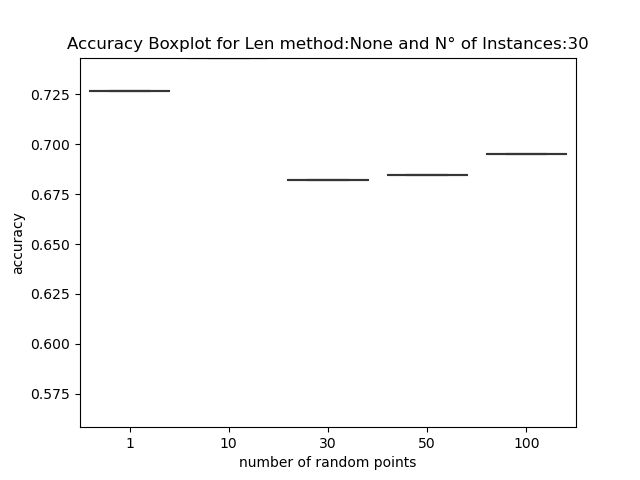 Accuracy Boxplot for Len method:None and N° of Instances:30
0.725
0.700
0.675
0.650
0.625
0.600
0.575
accuracy
1 10 30 50 100
number of random points